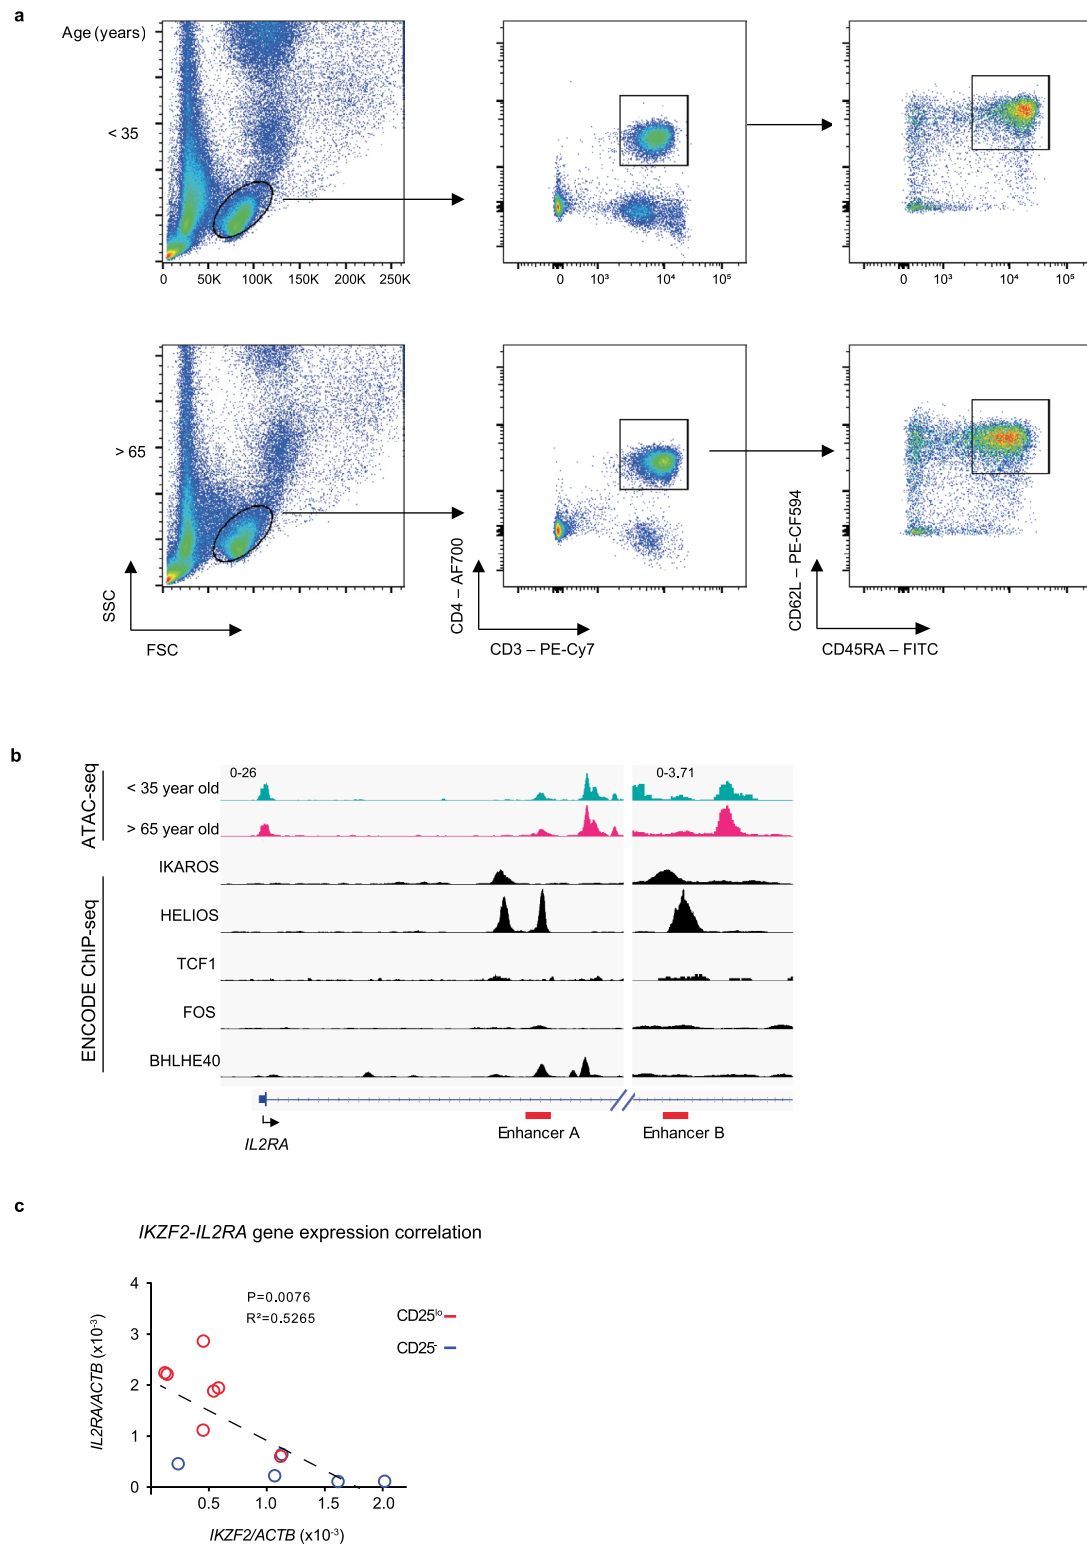 a
Age (years)
< 35
0 50K 100K 150K 200K 250K
0 10³ 10⁴ 10⁵
0 10³ 10⁴ 10⁵
> 65
SSC
FSC
CD4 – AF700
CD3 – PE-Cy7
CD62L – PE-CF594
CD45RA – FITC
b
ATAC-seq
0-26
0-3.71
< 35 year old
> 65 year old
ENCODE ChIP-seq
IKAROS
HELIOS
TCF1
FOS
BHLHE40
IL2RA
Enhancer A
Enhancer B
c
IKZF2-IL2RA gene expression correlation
P=0.0076
R²=0.5265
CD25ˡᵒ
CD25⁻
IL2RA/ACTB (x10⁻³)
4
3
2
1
0
0.5 1.0 1.5 2.0
IKZF2/ACTB (x10⁻³)